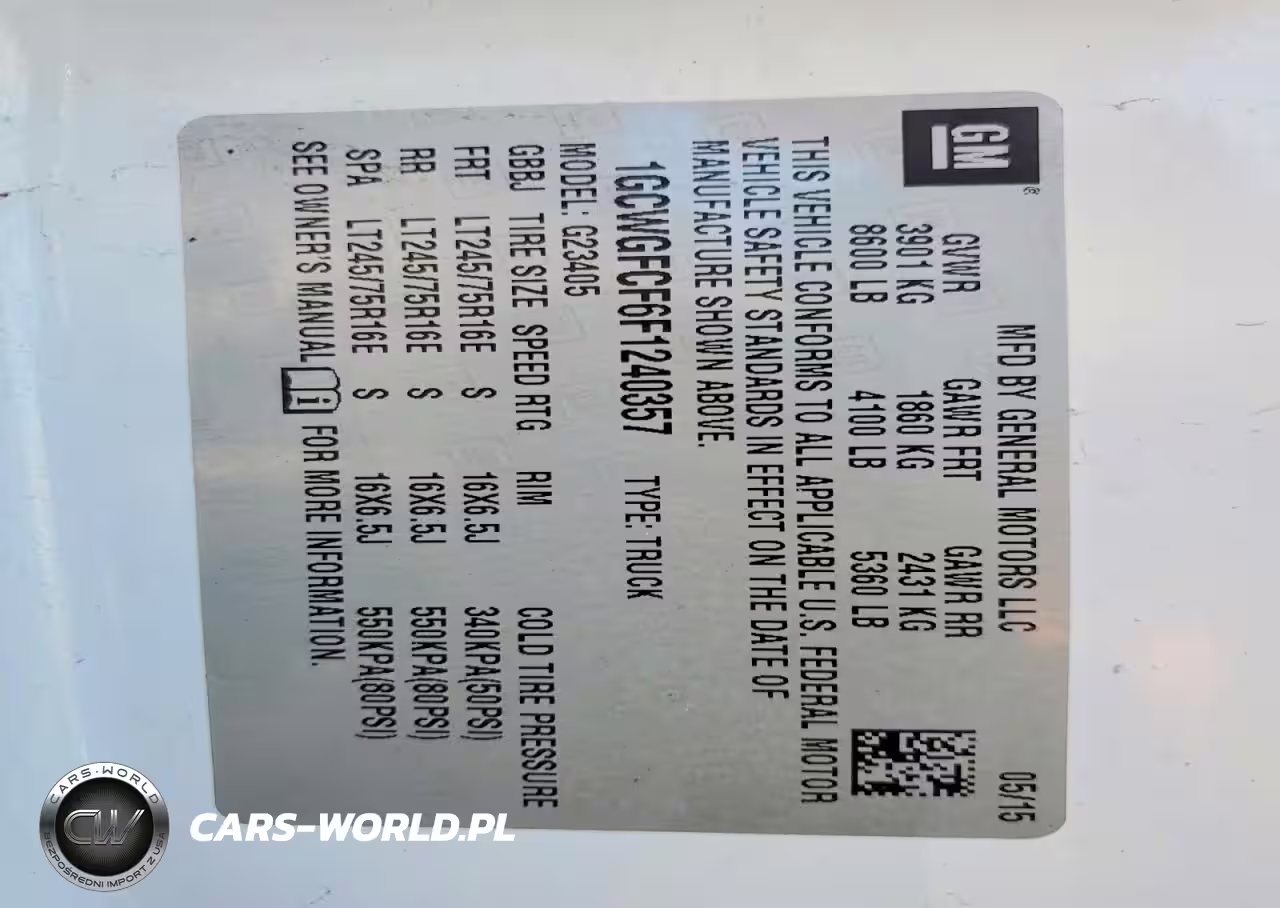 GM
MFD BY GENERAL MOTORS LLC 05/15
GVWR GAWR FRT GAWR RR
3901 KG 1860 KG 2431 KG
8600 LB 4100 LB 5360 LB
THIS VEHICLE CONFORMS TO ALL APPLICABLE U.S. FEDERAL MOTOR
VEHICLE SAFETY STANDARDS IN EFFECT ON THE DATE OF
MANUFACTURE SHOWN ABOVE.
1GCWGFCF6F1240357 TYPE: TRUCK
MODEL: G23405
GBBJ TIRE SIZE SPEED RTG RIM COLD TIRE PRESSURE
FRT LT245/75R16E S 16X6.5J 340KPA(50PSI)
RR LT245/75R16E S 16X6.5J 550KPA(80PSI)
SPA LT245/75R16E S 16X6.5J 550KPA(80PSI)
SEE OWNER'S MANUAL i FOR MORE INFORMATION.
CARS-WORLD
CW
BEZPOŚREDNI IMPORT Z USA
CARS-WORLD.PL